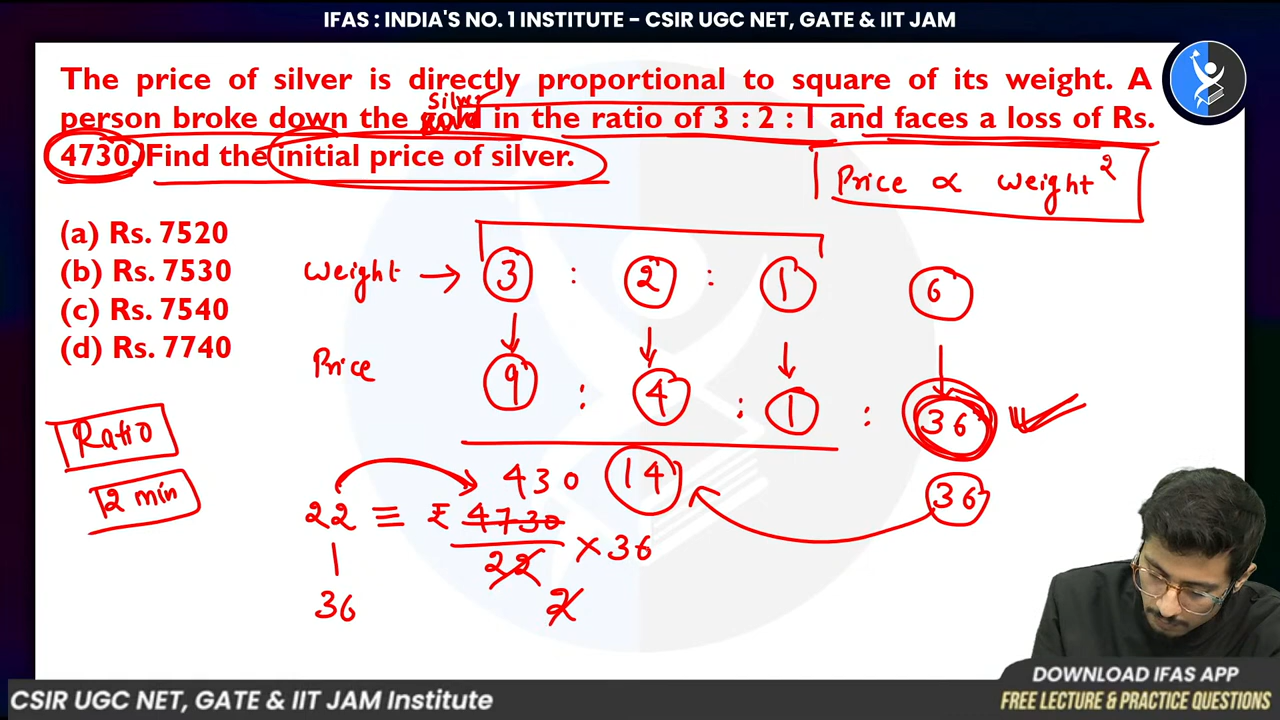 IFAS : INDIA'S NO. 1 INSTITUTE – CSIR UGC NET, GATE & IIT JAM
The price of silver is directly proportional to square of its weight. A
Silver
person broke down the gold in the ratio of 3 : 2 : 1 and faces a loss of Rs.
4730. Find the initial price of silver.
Price ∝ weight²
(a) Rs. 7520
(b) Rs. 7530
(c) Rs. 7540
(d) Rs. 7740
Weight → 3 : 2 : 1 6
Price 9 : 4 : 1 : 36
Ratio
2 min
430 14 36
22 ≡ ₹ 4730
22 × 36
36 2
DOWNLOAD IFAS APP
FREE LECTURE & PRACTICE QUESTIONS
CSIR UGC NET, GATE & IIT JAM Institute